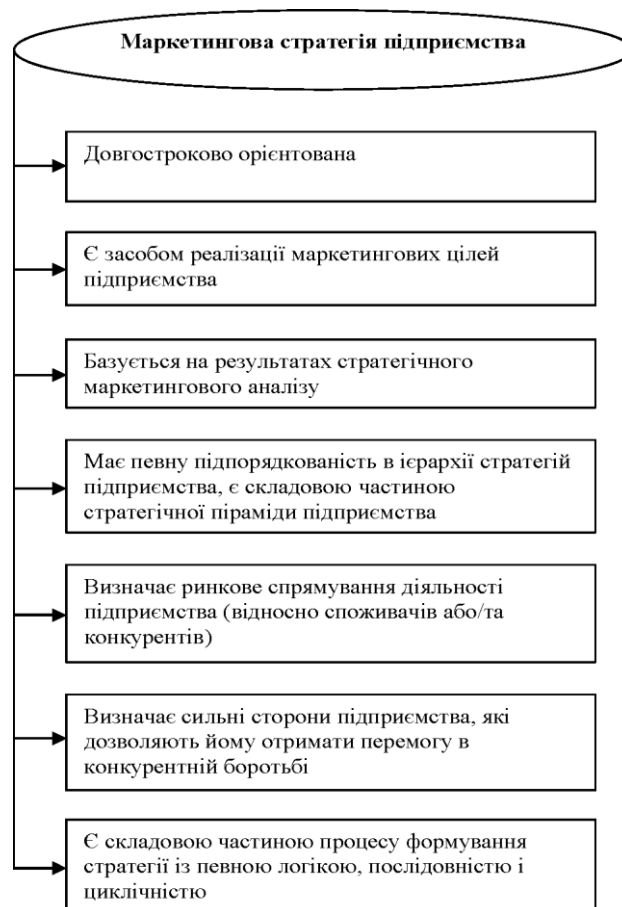 Маркетингова стратегія підприємства
Довгостроково орієнтована
Є засобом реалізації маркетингових цілей
підприємства
Базується на результатах стратегічного
маркетингового аналізу
Має певну підпорядкованість в ієрархії стратегій
підприємства, є складовою частиною
стратегічної піраміди підприємства
Визначає ринкове спрямування діяльності
підприємства (відносно споживачів або/та
конкурентів)
Визначає сильні сторони підприємства, які
дозволяють йому отримати перемогу в
конкурентній боротьбі
Є складовою частиною процесу формування
стратегії із певною логікою, послідовністю і
циклічністю